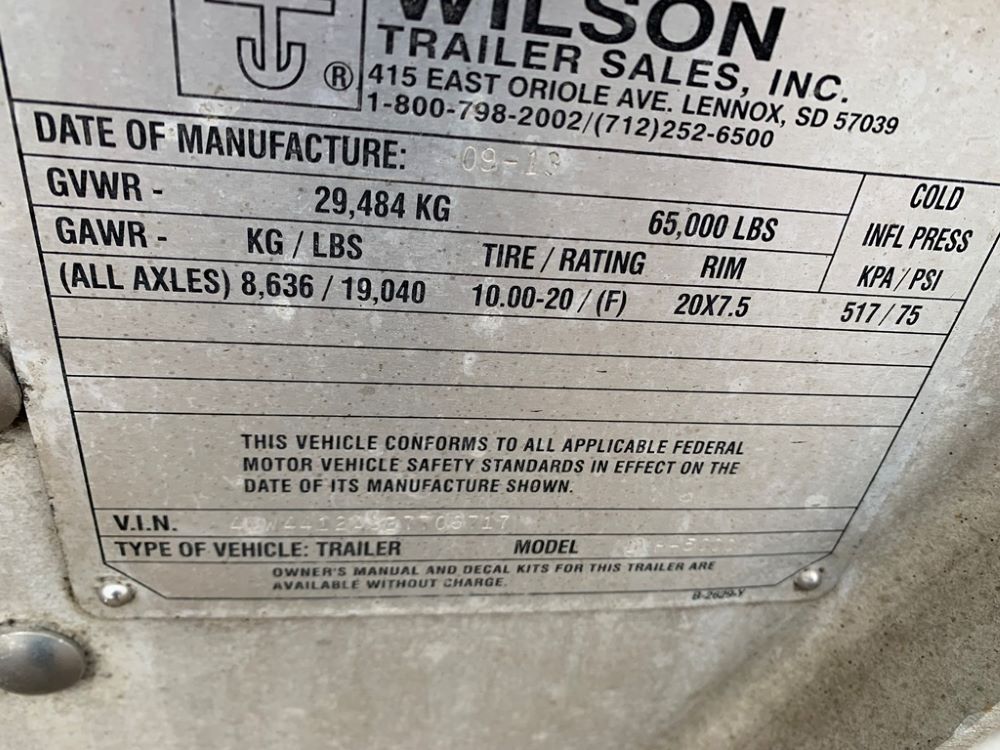 WILSON
TRAILER SALES, INC.
® 415 EAST ORIOLE AVE. LENNOX, SD 57039
1-800-798-2002/(712)252-6500
DATE OF MANUFACTURE: 09-13
GVWR - 29,484 KG 65,000 LBS COLD
INFL PRESS
GAWR - KG / LBS TIRE / RATING RIM KPA / PSI
(ALL AXLES) 8,636 / 19,040 10.00-20 / (F) 20X7.5 517 / 75
THIS VEHICLE CONFORMS TO ALL APPLICABLE FEDERAL
MOTOR VEHICLE SAFETY STANDARDS IN EFFECT ON THE
DATE OF ITS MANUFACTURE SHOWN.
V.I.N.
TYPE OF VEHICLE: TRAILER MODEL
OWNER'S MANUAL AND DECAL KITS FOR THIS TRAILER ARE
AVAILABLE WITHOUT CHARGE.
B-2629-Y